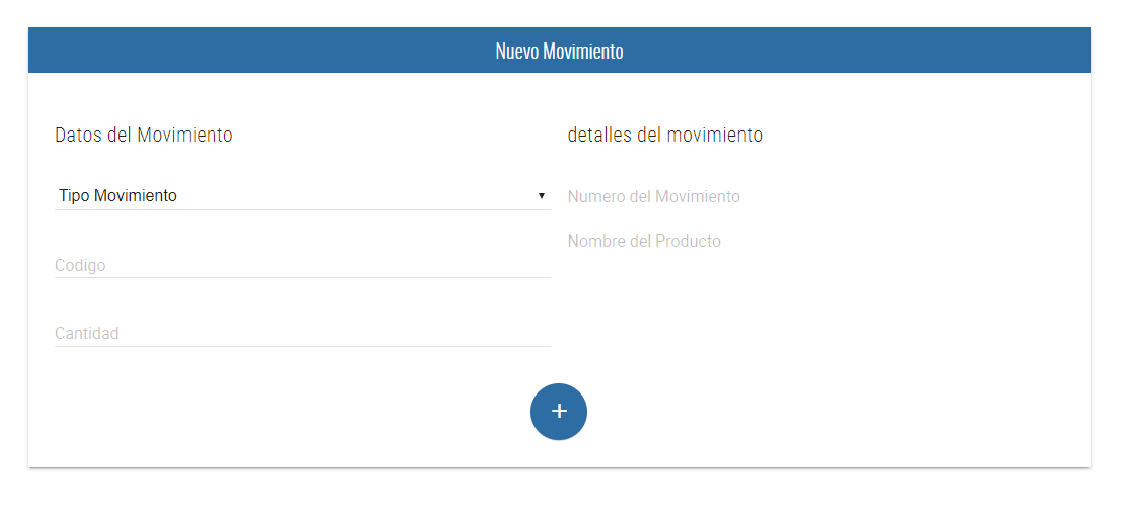 Nuevo Movimiento
Datos del Movimiento
Tipo Movimiento
Codigo
Cantidad
detalles del movimiento
Numero del Movimiento
Nombre del Producto
+